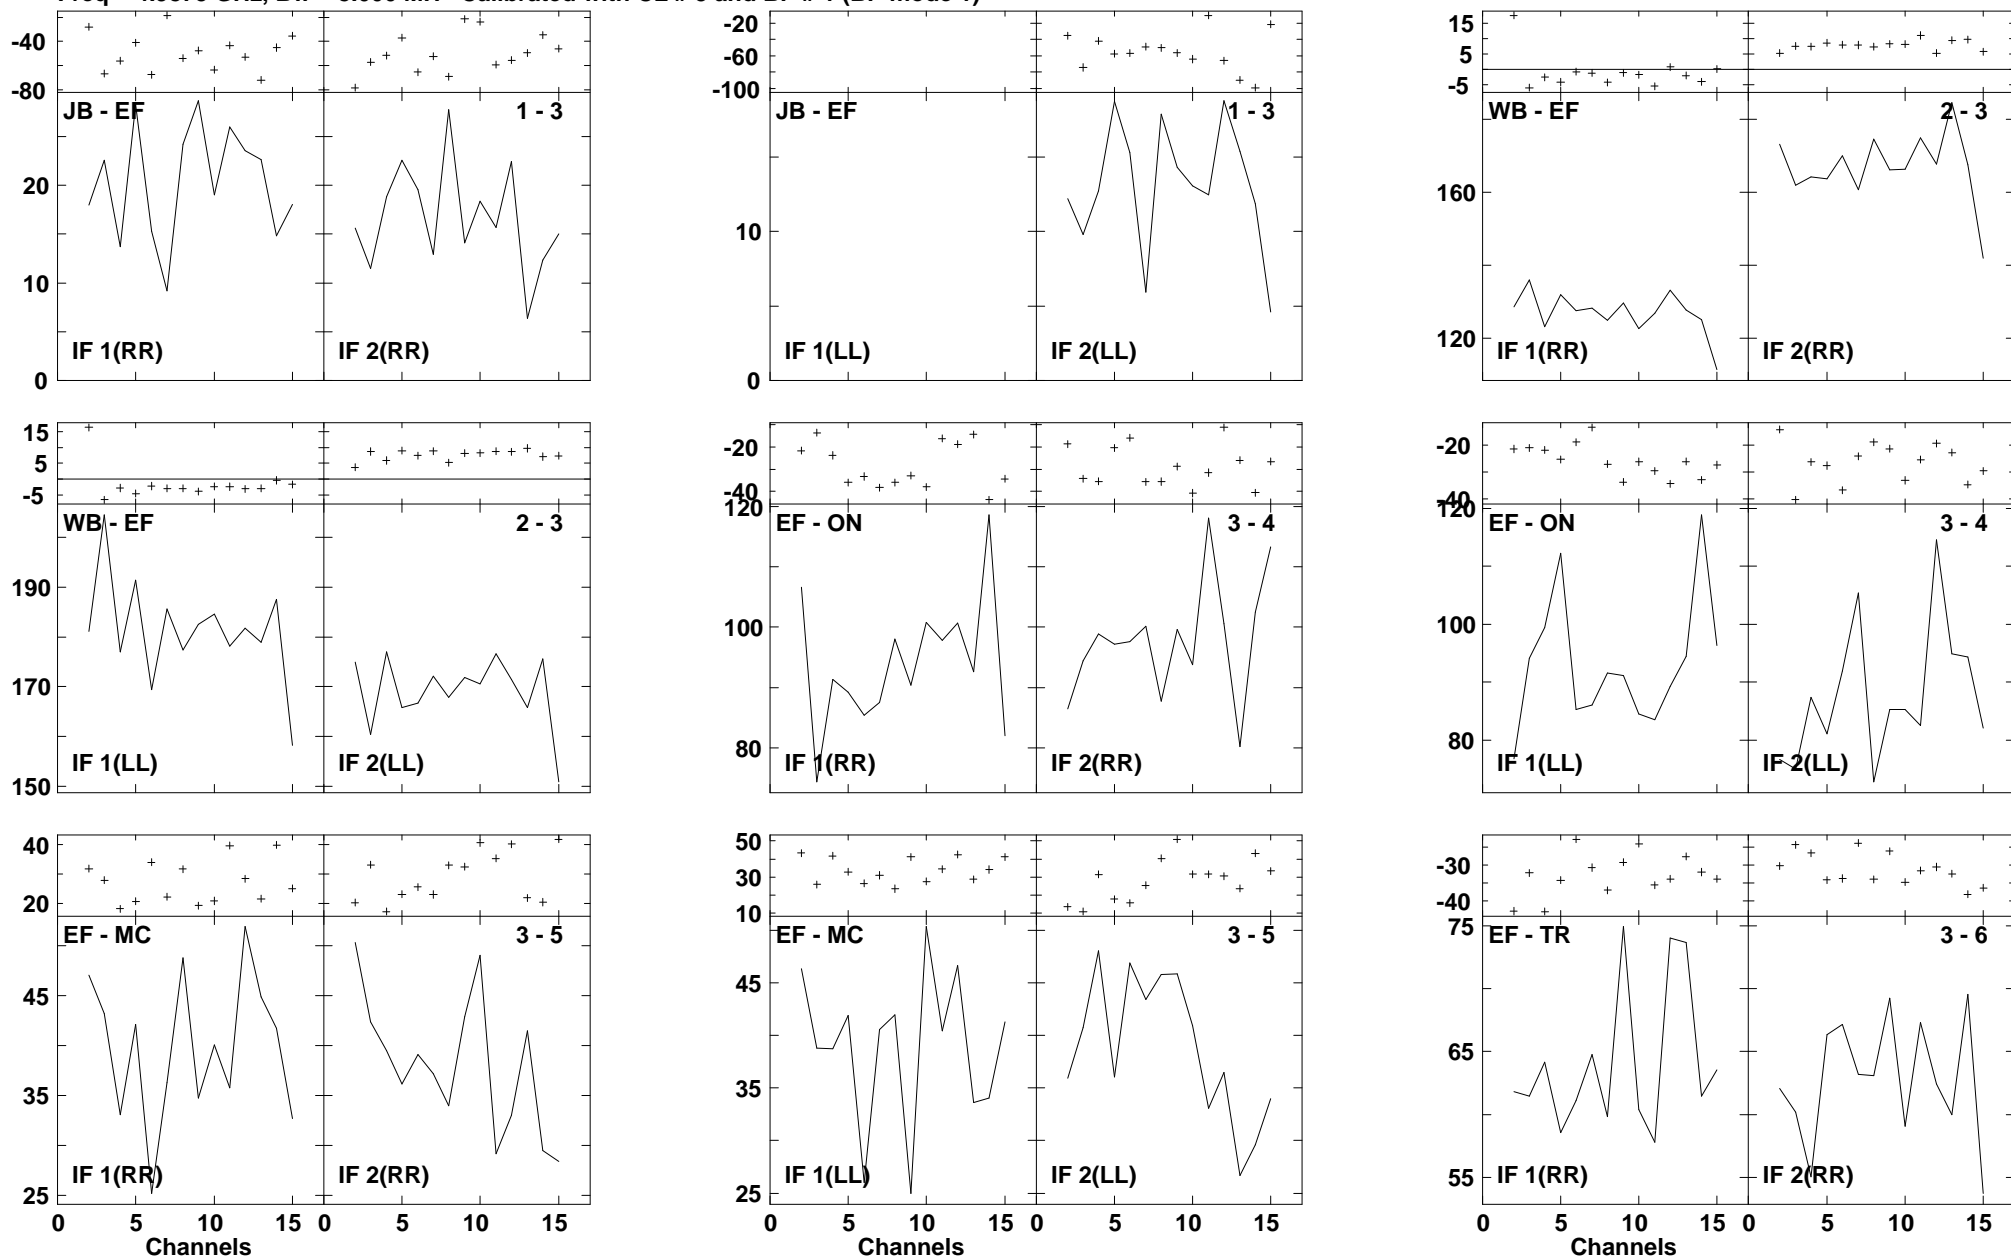 -40
-80
JB - EF
1 - 3
20
10
0
IF 1(RR)
IF 2(RR)
-20
-60
-100
JB - EF
1 - 3
10
0
IF 1(LL)
IF 2(LL)
15
5
-5
WB - EF
2 - 3
160
120
IF 1(RR)
IF 2(RR)
15
5
-5
WB - EF
2 - 3
190
170
150
IF 1(LL)
IF 2(LL)
-20
-40
120
EF - ON
3 - 4
100
80
IF 1(RR)
IF 2(RR)
-20
-40
120
EF - ON
3 - 4
100
80
IF 1(LL)
IF 2(LL)
40
20
EF - MC
3 - 5
45
35
25
IF 1(RR)
IF 2(RR)
0 5 10 15 0 5 10 15
Channels
50
30
10
EF - MC
3 - 5
45
35
25
IF 1(LL)
IF 2(LL)
0 5 10 15 0 5 10 15
Channels
-30
-40
75
EF - TR
3 - 6
65
55
IF 1(RR)
IF 2(RR)
0 5 10 15 0 5 10 15
Channels